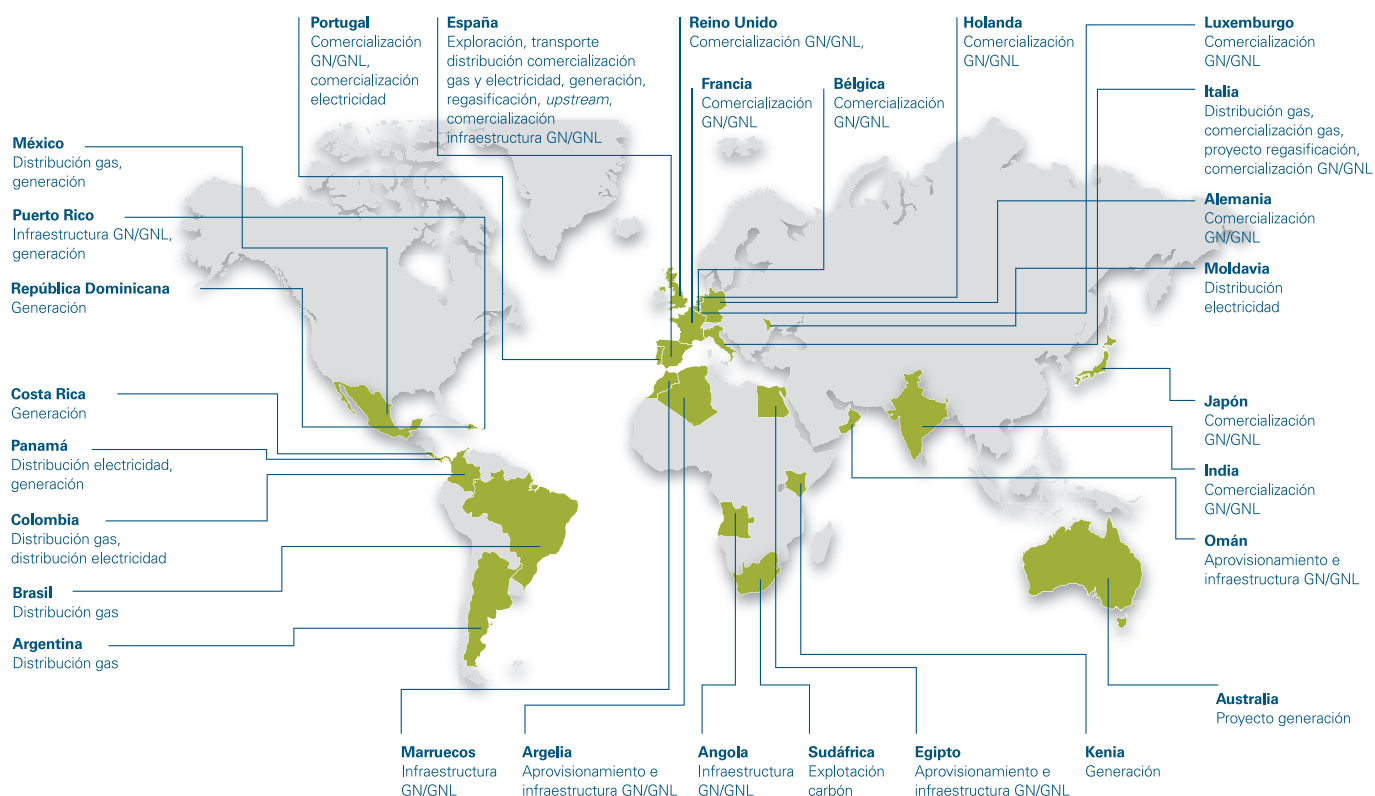 Portugal
Comercialización
GN/GNL,
comercialización
electricidad
España
Exploración, transporte
distribución comercialización
gas y electricidad, generación,
regasificación, upstream,
comercialización
infraestructura GN/GNL
Reino Unido
Comercialización GN/GNL,
Francia
Comercialización
GN/GNL
Bélgica
Comercialización
GN/GNL
Holanda
Comercialización
GN/GNL
Luxemburgo
Comercialización
GN/GNL
Italia
Distribución gas,
comercialización gas,
proyecto regasificación,
comercialización GN/GNL
Alemania
Comercialización
GN/GNL
Moldavia
Distribución
electricidad
México
Distribución gas,
generación
Puerto Rico
Infraestructura GN/GNL,
generación
República Dominicana
Generación
Costa Rica
Generación
Panamá
Distribución electricidad,
generación
Colombia
Distribución gas,
distribución electricidad
Brasil
Distribución gas
Argentina
Distribución gas
Japón
Comercialización
GN/GNL
India
Comercialización
GN/GNL
Omán
Aprovisionamiento e
infraestructura GN/GNL
Australia
Proyecto generación
Marruecos
Infraestructura
GN/GNL
Argelia
Aprovisionamiento e
infraestructura GN/GNL
Angola
Infraestructura
GN/GNL
Sudáfrica
Explotación
carbón
Egipto
Aprovisionamiento e
infraestructura GN/GNL
Kenia
Generación